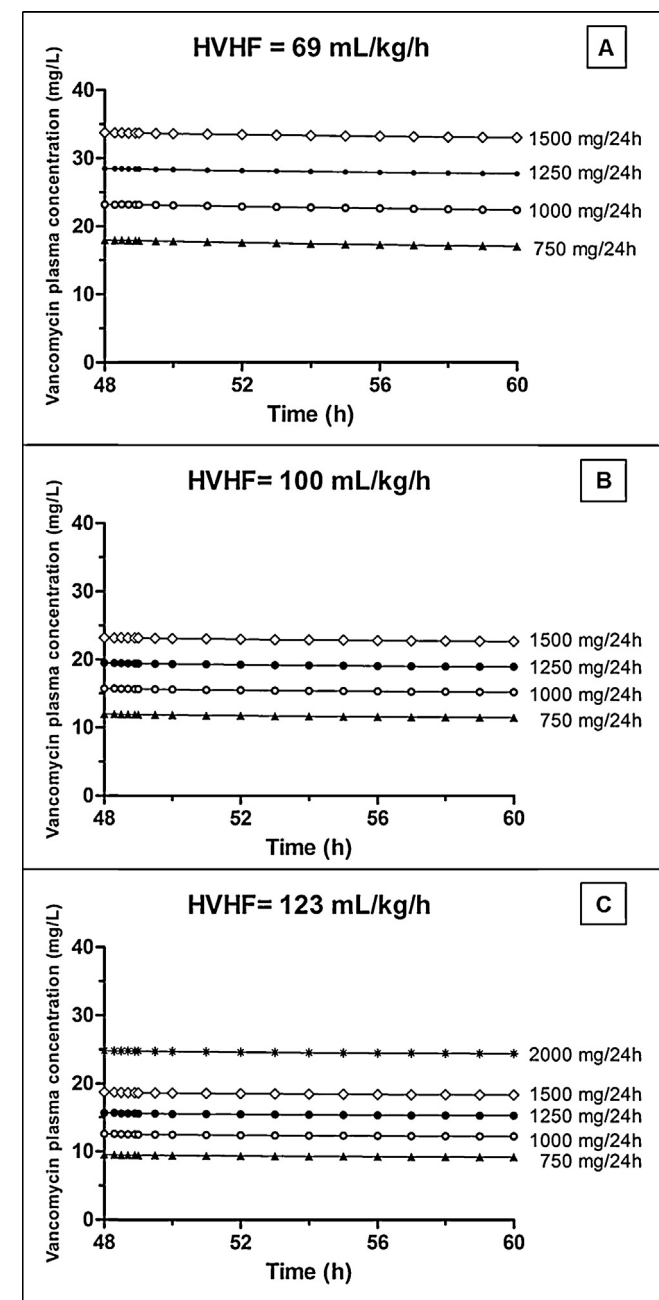 HVHF = 69 mL/kg/h
A
Vancomycin plasma concentration (mg/L)
40
30
20
10
0
1500 mg/24h
1250 mg/24h
1000 mg/24h
750 mg/24h
48
52
56
60
Time (h)
HVHF= 100 mL/kg/h
B
Vancomycin plasma concentration (mg/L)
40
30
20
10
0
1500 mg/24h
1250 mg/24h
1000 mg/24h
750 mg/24h
48
52
56
60
Time (h)
HVHF= 123 mL/kg/h
C
Vancomycin plasma concentration (mg/L)
40
30
20
10
0
2000 mg/24h
1500 mg/24h
1250 mg/24h
1000 mg/24h
750 mg/24h
48
52
56
60
Time (h)